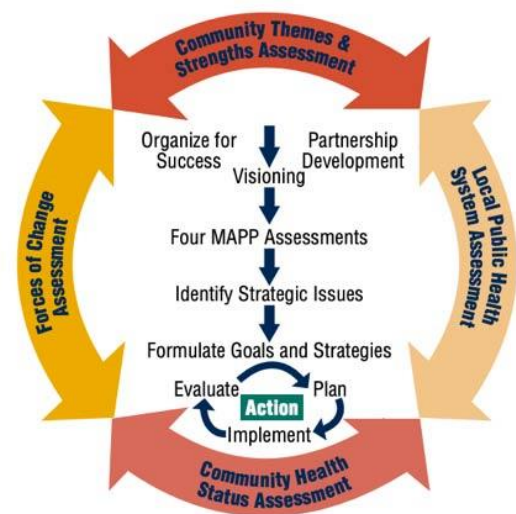 Community Themes &
Strengths Assessment
Organize for
Success
Partnership
Development
Visioning
Four MAPP Assessments
Identify Strategic Issues
Formulate Goals and Strategies
Evaluate
Plan
Action
Implement
Forces of Change
Assessment
Local Public Health
System Assessment
Community Health
Status Assessment